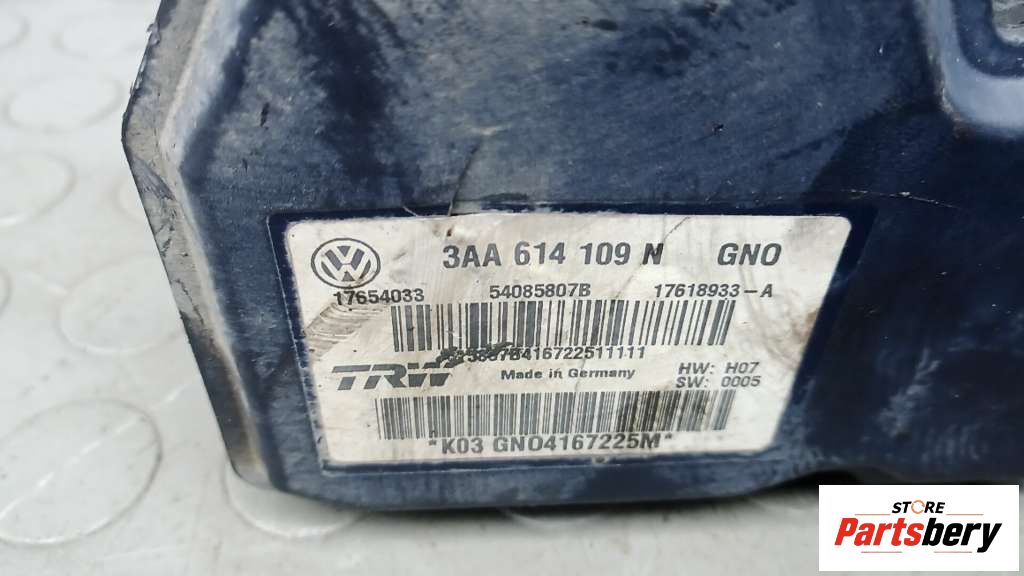 3AA 614 109 N GNO
17654033 54085807B 17618933-A
416722511111
TRW Made in Germany HW: H07
SW: 0005
*K03 GNO4167225M*
STORE
Partsbery